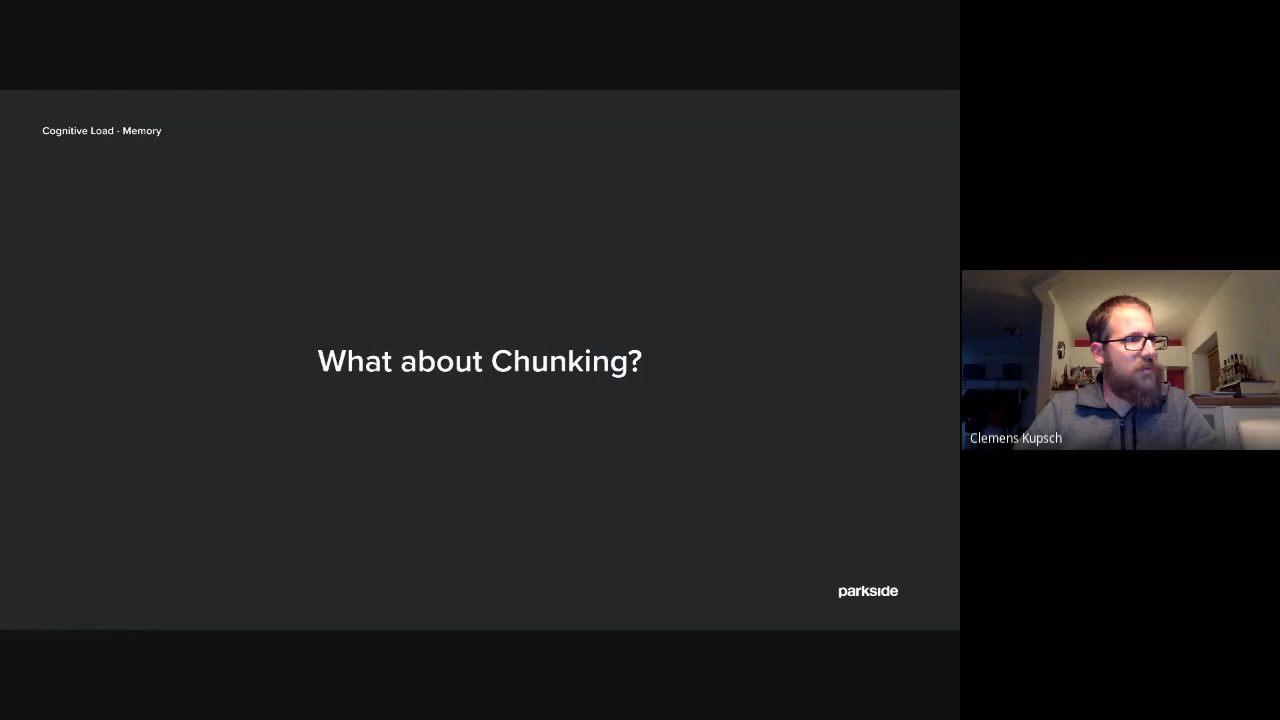 Cognitive Load - Memory
What about Chunking?
Clemens Kupsch
parkside